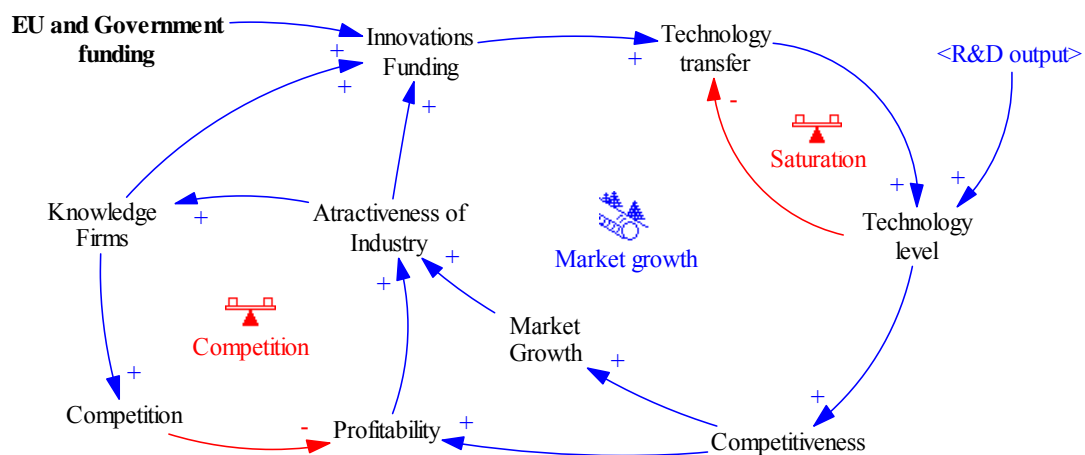 EU and Government
funding
Innovations
Funding
Technology
transfer
<R&D output>
+
+
+
+
-
Saturation
+
+
Knowledge
Firms
+
Atractiveness of
Industry
Technology
level
Market growth
+
+
Market
Growth
Competition
+
+
+
Competition
-
Profitability
+
Competitiveness